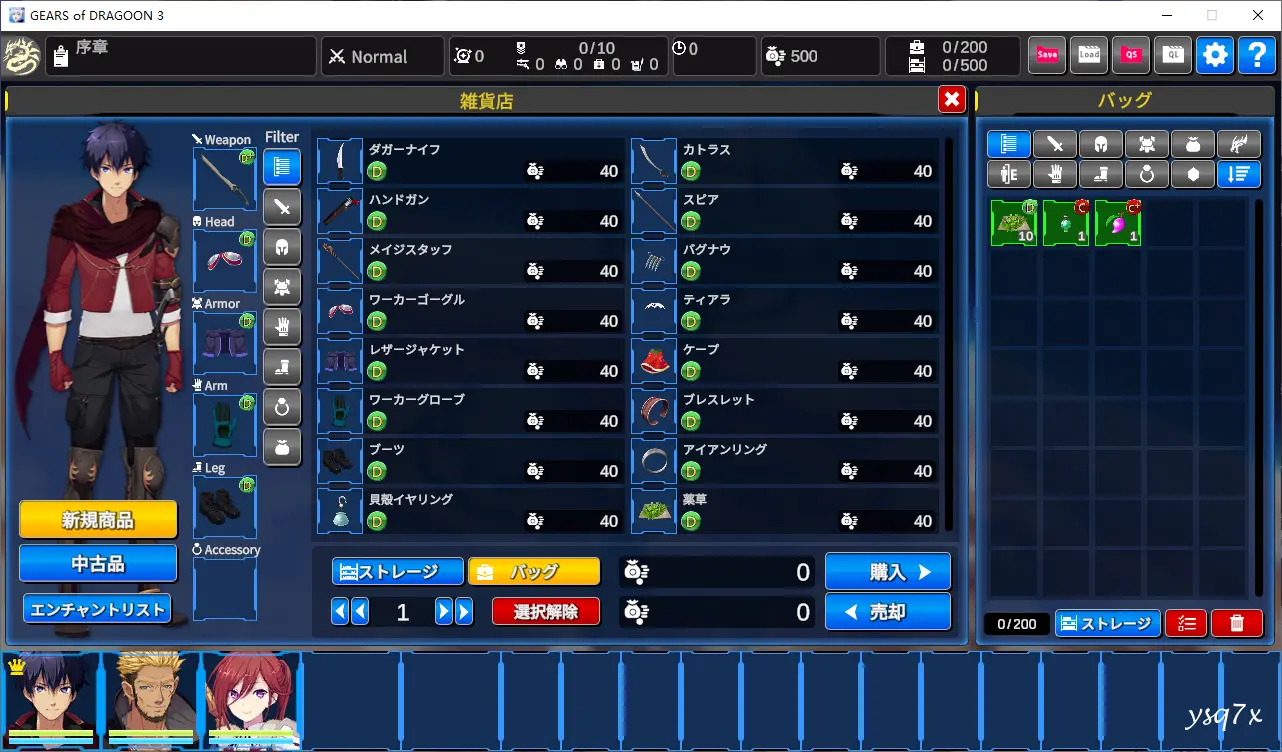 GEARS of DRAGOON 3
序章
Normal
0
0/10
0 0 0 0
0
500
0/200
0/500
Save
Load
QS
QL
?
雑貨店
バッグ
Weapon
Filter
Head
Armor
Arm
Leg
Accessory
D
D
D
D
D
ダガーナイフ
D 40
カトラス
D 40
ハンドガン
D 40
スピア
D 40
メイジスタッフ
D 40
バグナウ
D 40
ワーカーゴーグル
D 40
ティアラ
D 40
レザージャケット
D 40
ケープ
D 40
ワーカーグローブ
D 40
ブレスレット
D 40
ブーツ
D 40
アイアンリング
D 40
貝殻イヤリング
D 40
薬草
D 40
新規商品
中古品
エンチャントリスト
ストレージ
バッグ
0
購入
1
選択解除
0
売却
E
D
10
C
1
C+
1
0/200
ストレージ
ysq7x